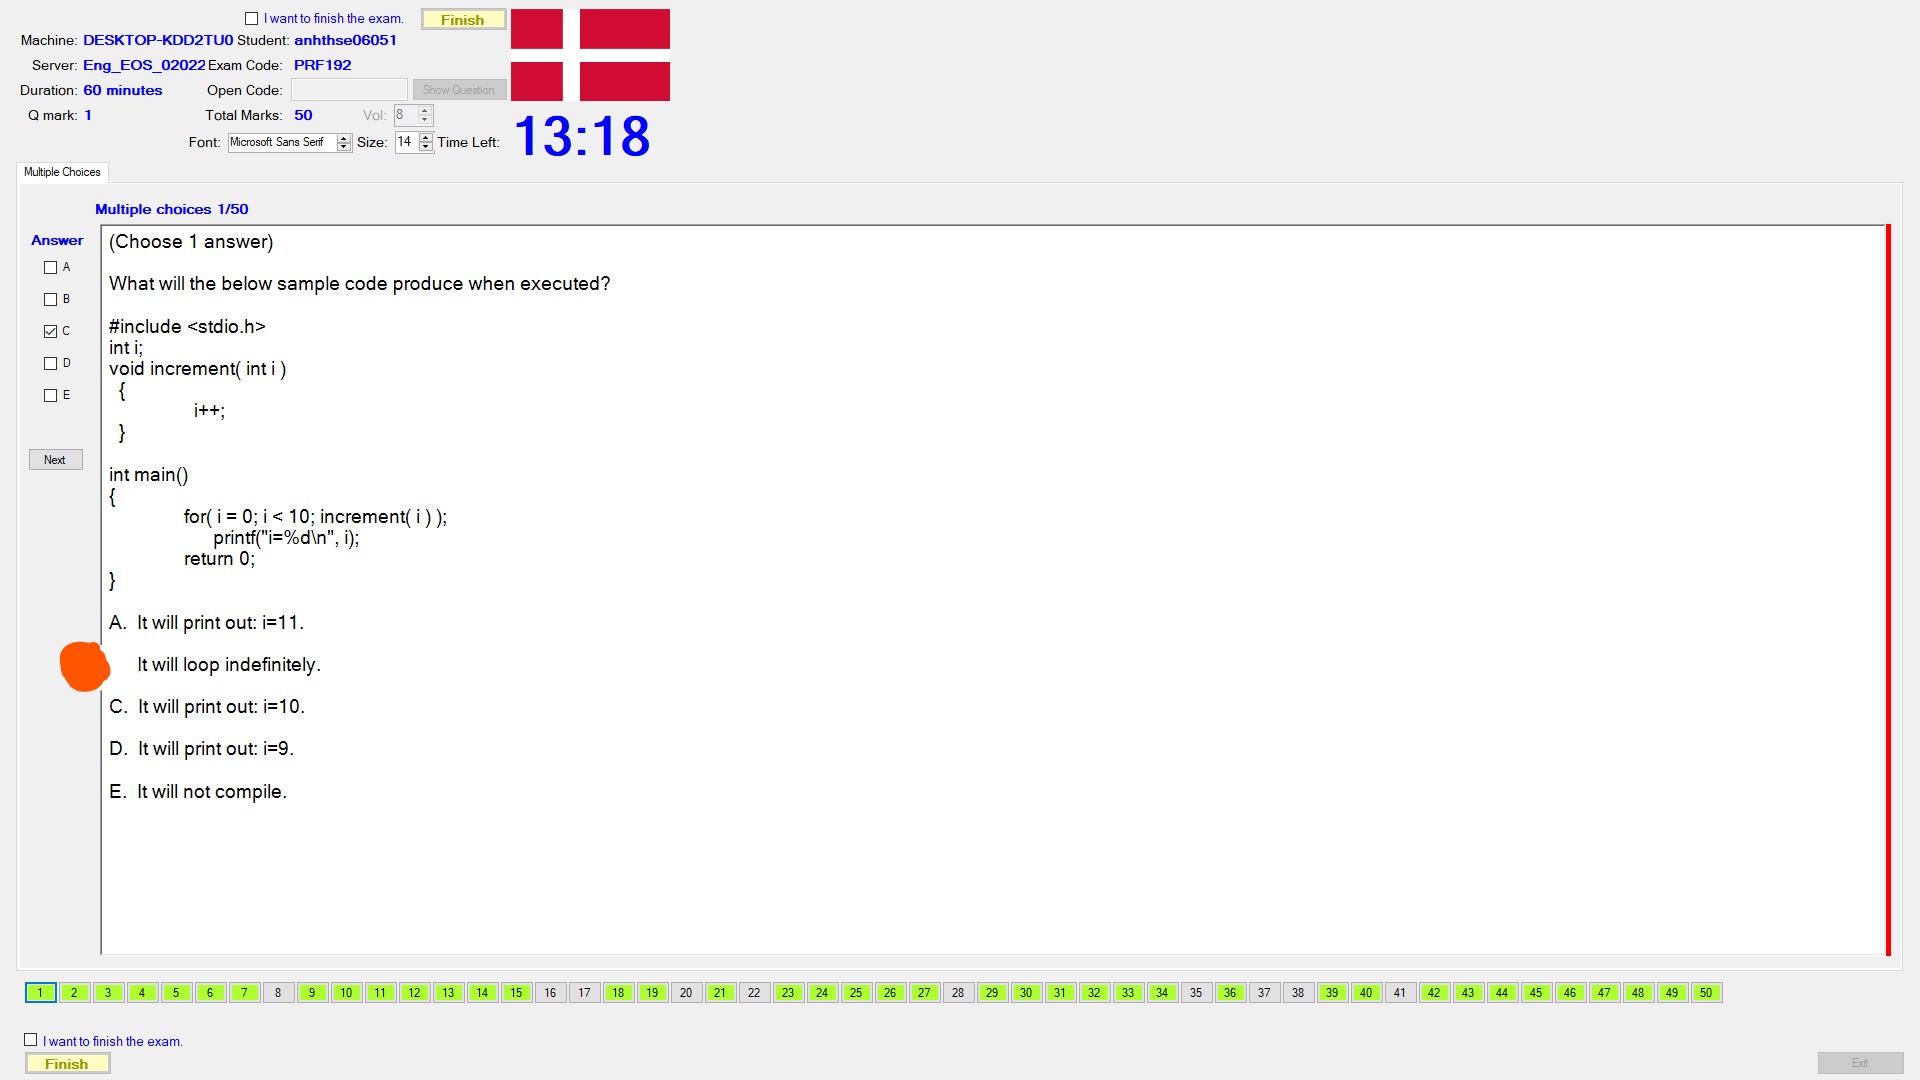 I want to finish the exam.
Finish
Machine: DESKTOP-KDD2TU0 Student: anhthse06051
Server: Eng_EOS_02022 Exam Code: PRF192
Duration: 60 minutes Open Code: Show Question
Q mark: 1 Total Marks: 50 Vol: 8
Font: Microsoft Sans Serif Size: 14 Time Left: 13:18
Multiple Choices
Multiple choices 1/50
Answer
A
B
C
D
E
Next
(Choose 1 answer)
What will the below sample code produce when executed?
#include <stdio.h>
int i;
void increment( int i )
{
i++;
}
int main()
{
for( i = 0; i < 10; increment( i ) );
printf("i=%d\n", i);
return 0;
}
A. It will print out: i=11.
It will loop indefinitely.
C. It will print out: i=10.
D. It will print out: i=9.
E. It will not compile.
1 2 3 4 5 6 7 8 9 10 11 12 13 14 15 16 17 18 19 20 21 22 23 24 25 26 27 28 29 30 31 32 33 34 35 36 37 38 39 40 41 42 43 44 45 46 47 48 49 50
I want to finish the exam.
Finish
Exit